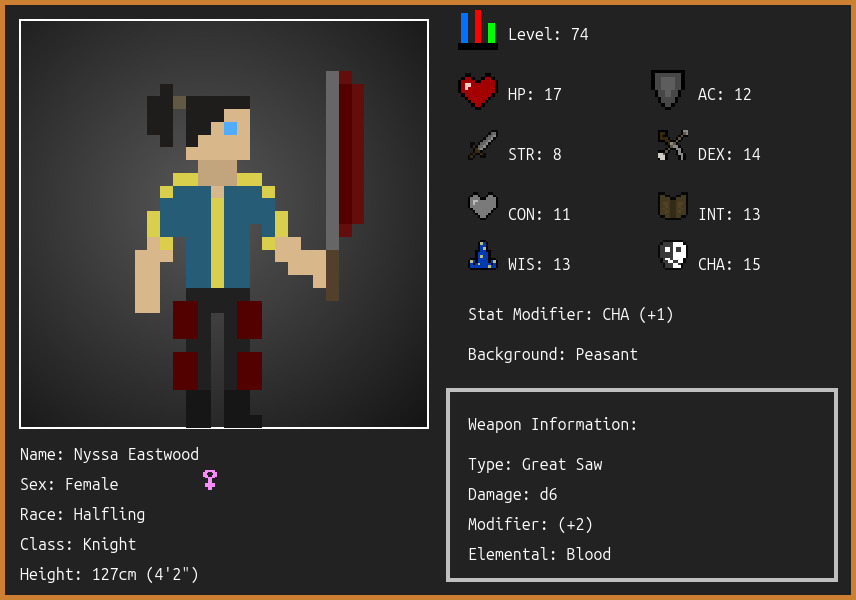 Level: 74
HP: 17
AC: 12
STR: 8
DEX: 14
CON: 11
INT: 13
WIS: 13
CHA: 15
Stat Modifier: CHA (+1)
Background: Peasant
Weapon Information:
Type: Great Saw
Damage: d6
Modifier: (+2)
Elemental: Blood
Name: Nyssa Eastwood
Sex: Female
Race: Halfling
Class: Knight
Height: 127cm (4'2")